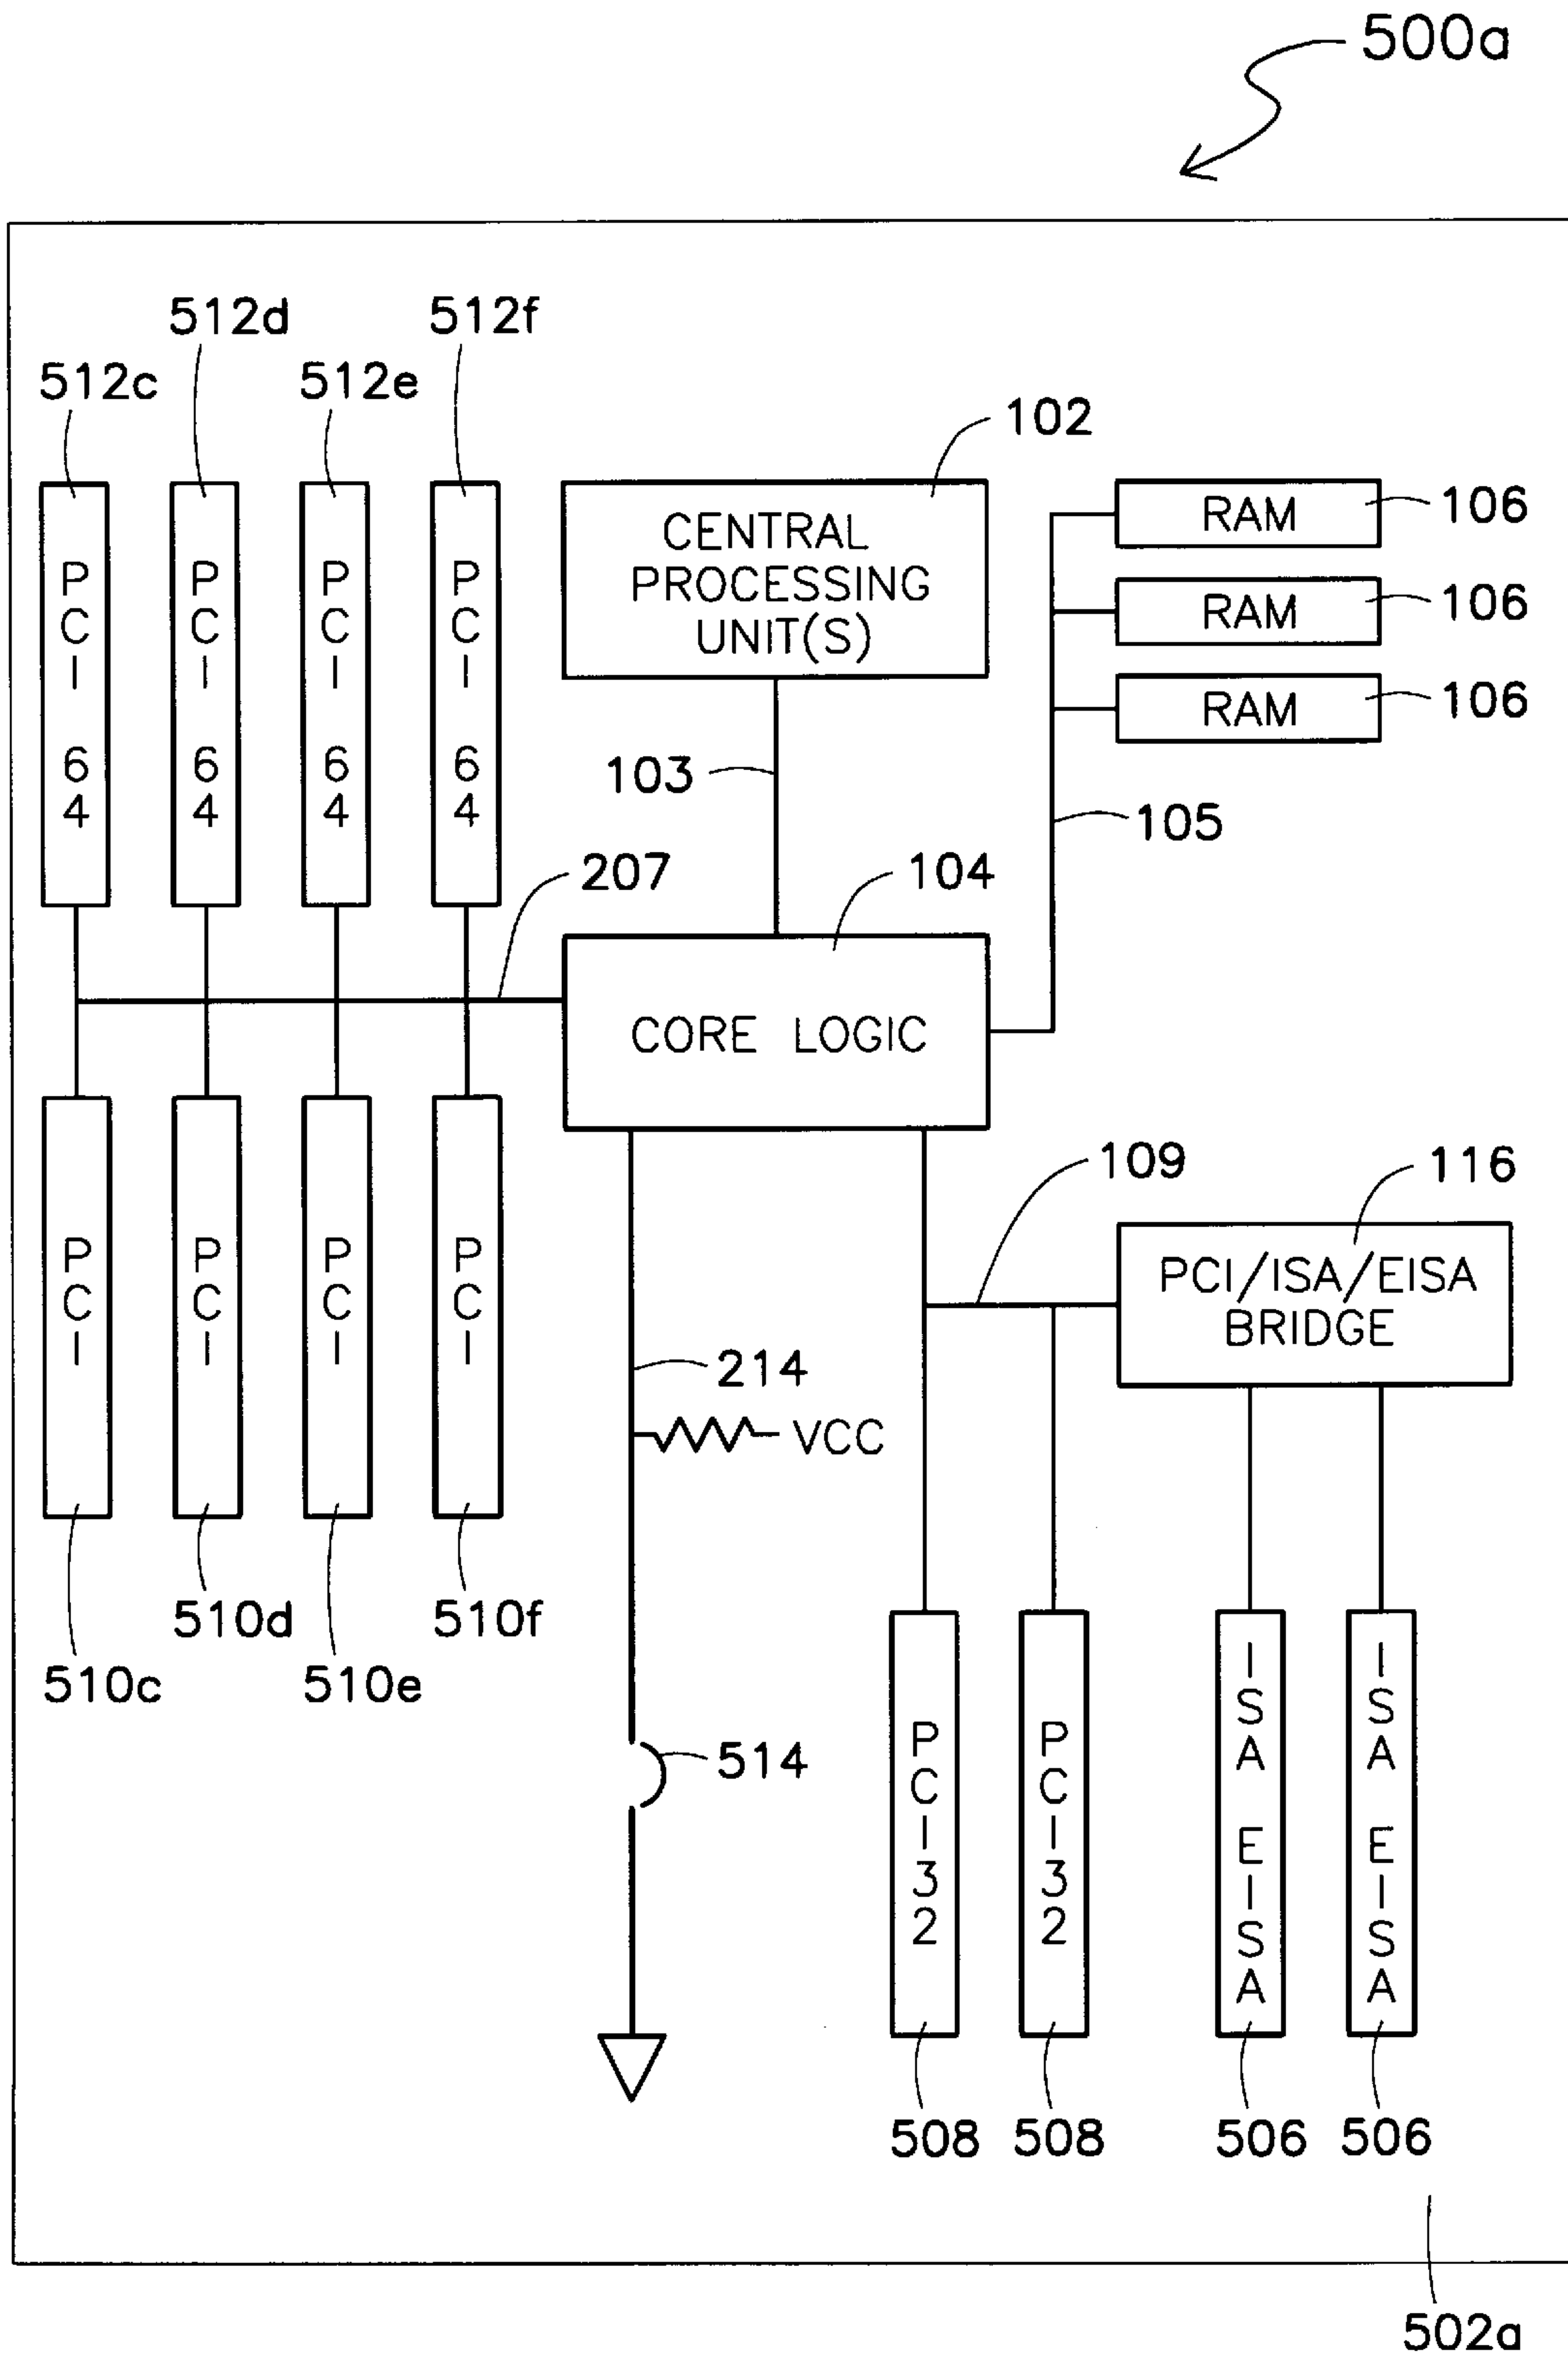 500a
512d
512f
512c
512e
102
PCI 64
PCI 64
PCI 64
PCI 64
CENTRAL
PROCESSING
UNIT(S)
RAM
106
RAM
106
RAM
106
103
105
207
104
CORE LOGIC
PCI
PCI
PCI
PCI
109
116
PCI/ISA/EISA
BRIDGE
214
VCC
510d
510f
510c
510e
514
PCI32
PCI32
ISA EISA
ISA EISA
508
508
506
506
502a